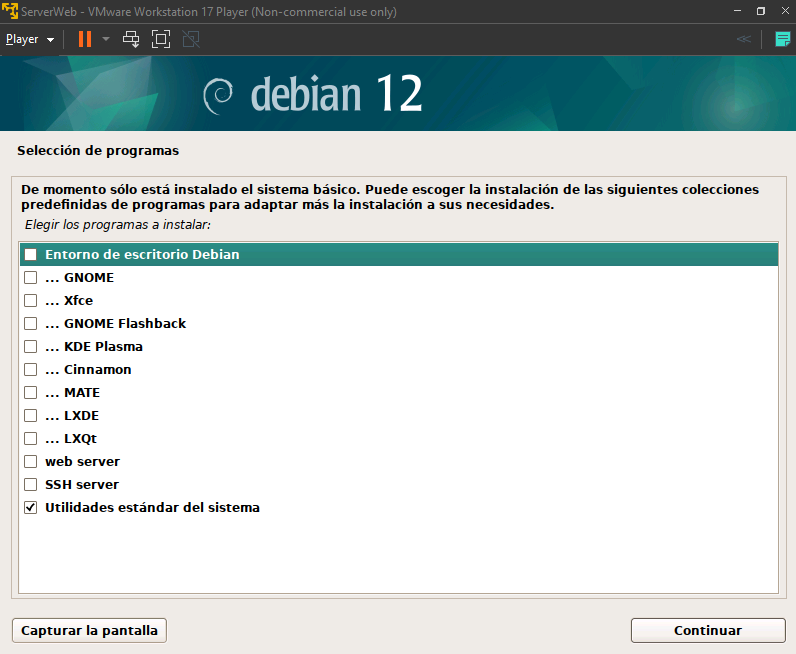 ServerWeb - VMware Workstation 17 Player (Non-commercial use only)
Player
debian 12
Selección de programas
De momento sólo está instalado el sistema básico. Puede escoger la instalación de las siguientes colecciones
predefinidas de programas para adaptar más la instalación a sus necesidades.
Elegir los programas a instalar:
Entorno de escritorio Debian
... GNOME
... Xfce
... GNOME Flashback
... KDE Plasma
... Cinnamon
... MATE
... LXDE
... LXQt
web server
SSH server
Utilidades estándar del sistema
Capturar la pantalla
Continuar